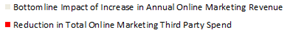 Bottomline Impact of Increase in Annual Online Marketing Revenue
Reduction in Total Online Marketing Third Party Spend